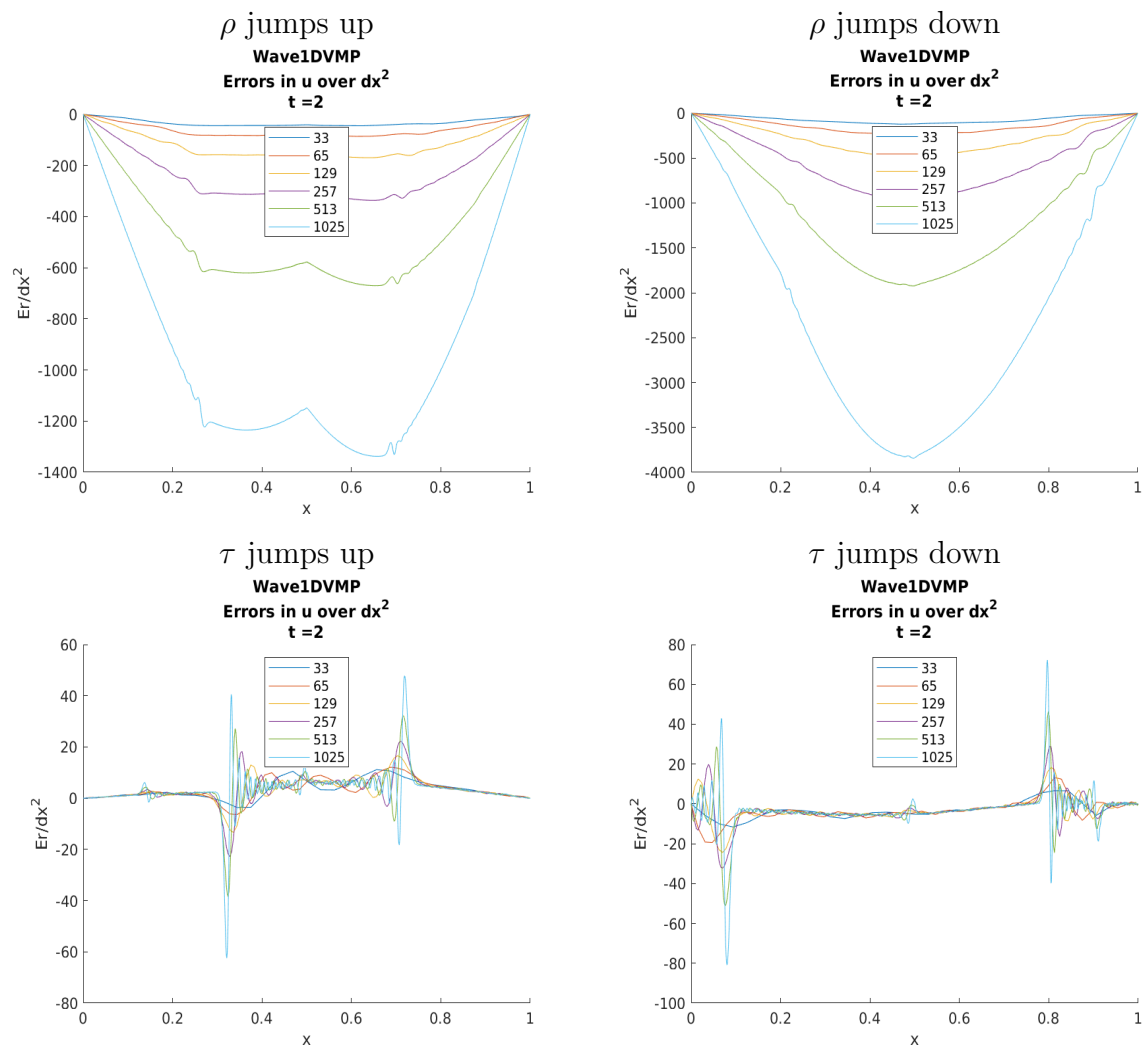 ρ jumps up
Wave1DVMP
Errors in u over dx²
t =2
0
-200
-400
-600
-800
-1000
-1200
-1400
Er/dx²
0 0.2 0.4 0.6 0.8 1
x
33
65
129
257
513
1025
ρ jumps down
Wave1DVMP
Errors in u over dx²
t =2
0
-500
-1000
-1500
-2000
-2500
-3000
-3500
-4000
Er/dx²
0 0.2 0.4 0.6 0.8 1
x
33
65
129
257
513
1025
τ jumps up
Wave1DVMP
Errors in u over dx²
t =2
60
40
20
0
-20
-40
-60
-80
Er/dx²
0 0.2 0.4 0.6 0.8 1
x
33
65
129
257
513
1025
τ jumps down
Wave1DVMP
Errors in u over dx²
t =2
80
60
40
20
0
-20
-40
-60
-80
-100
Er/dx²
0 0.2 0.4 0.6 0.8 1
x
33
65
129
257
513
1025